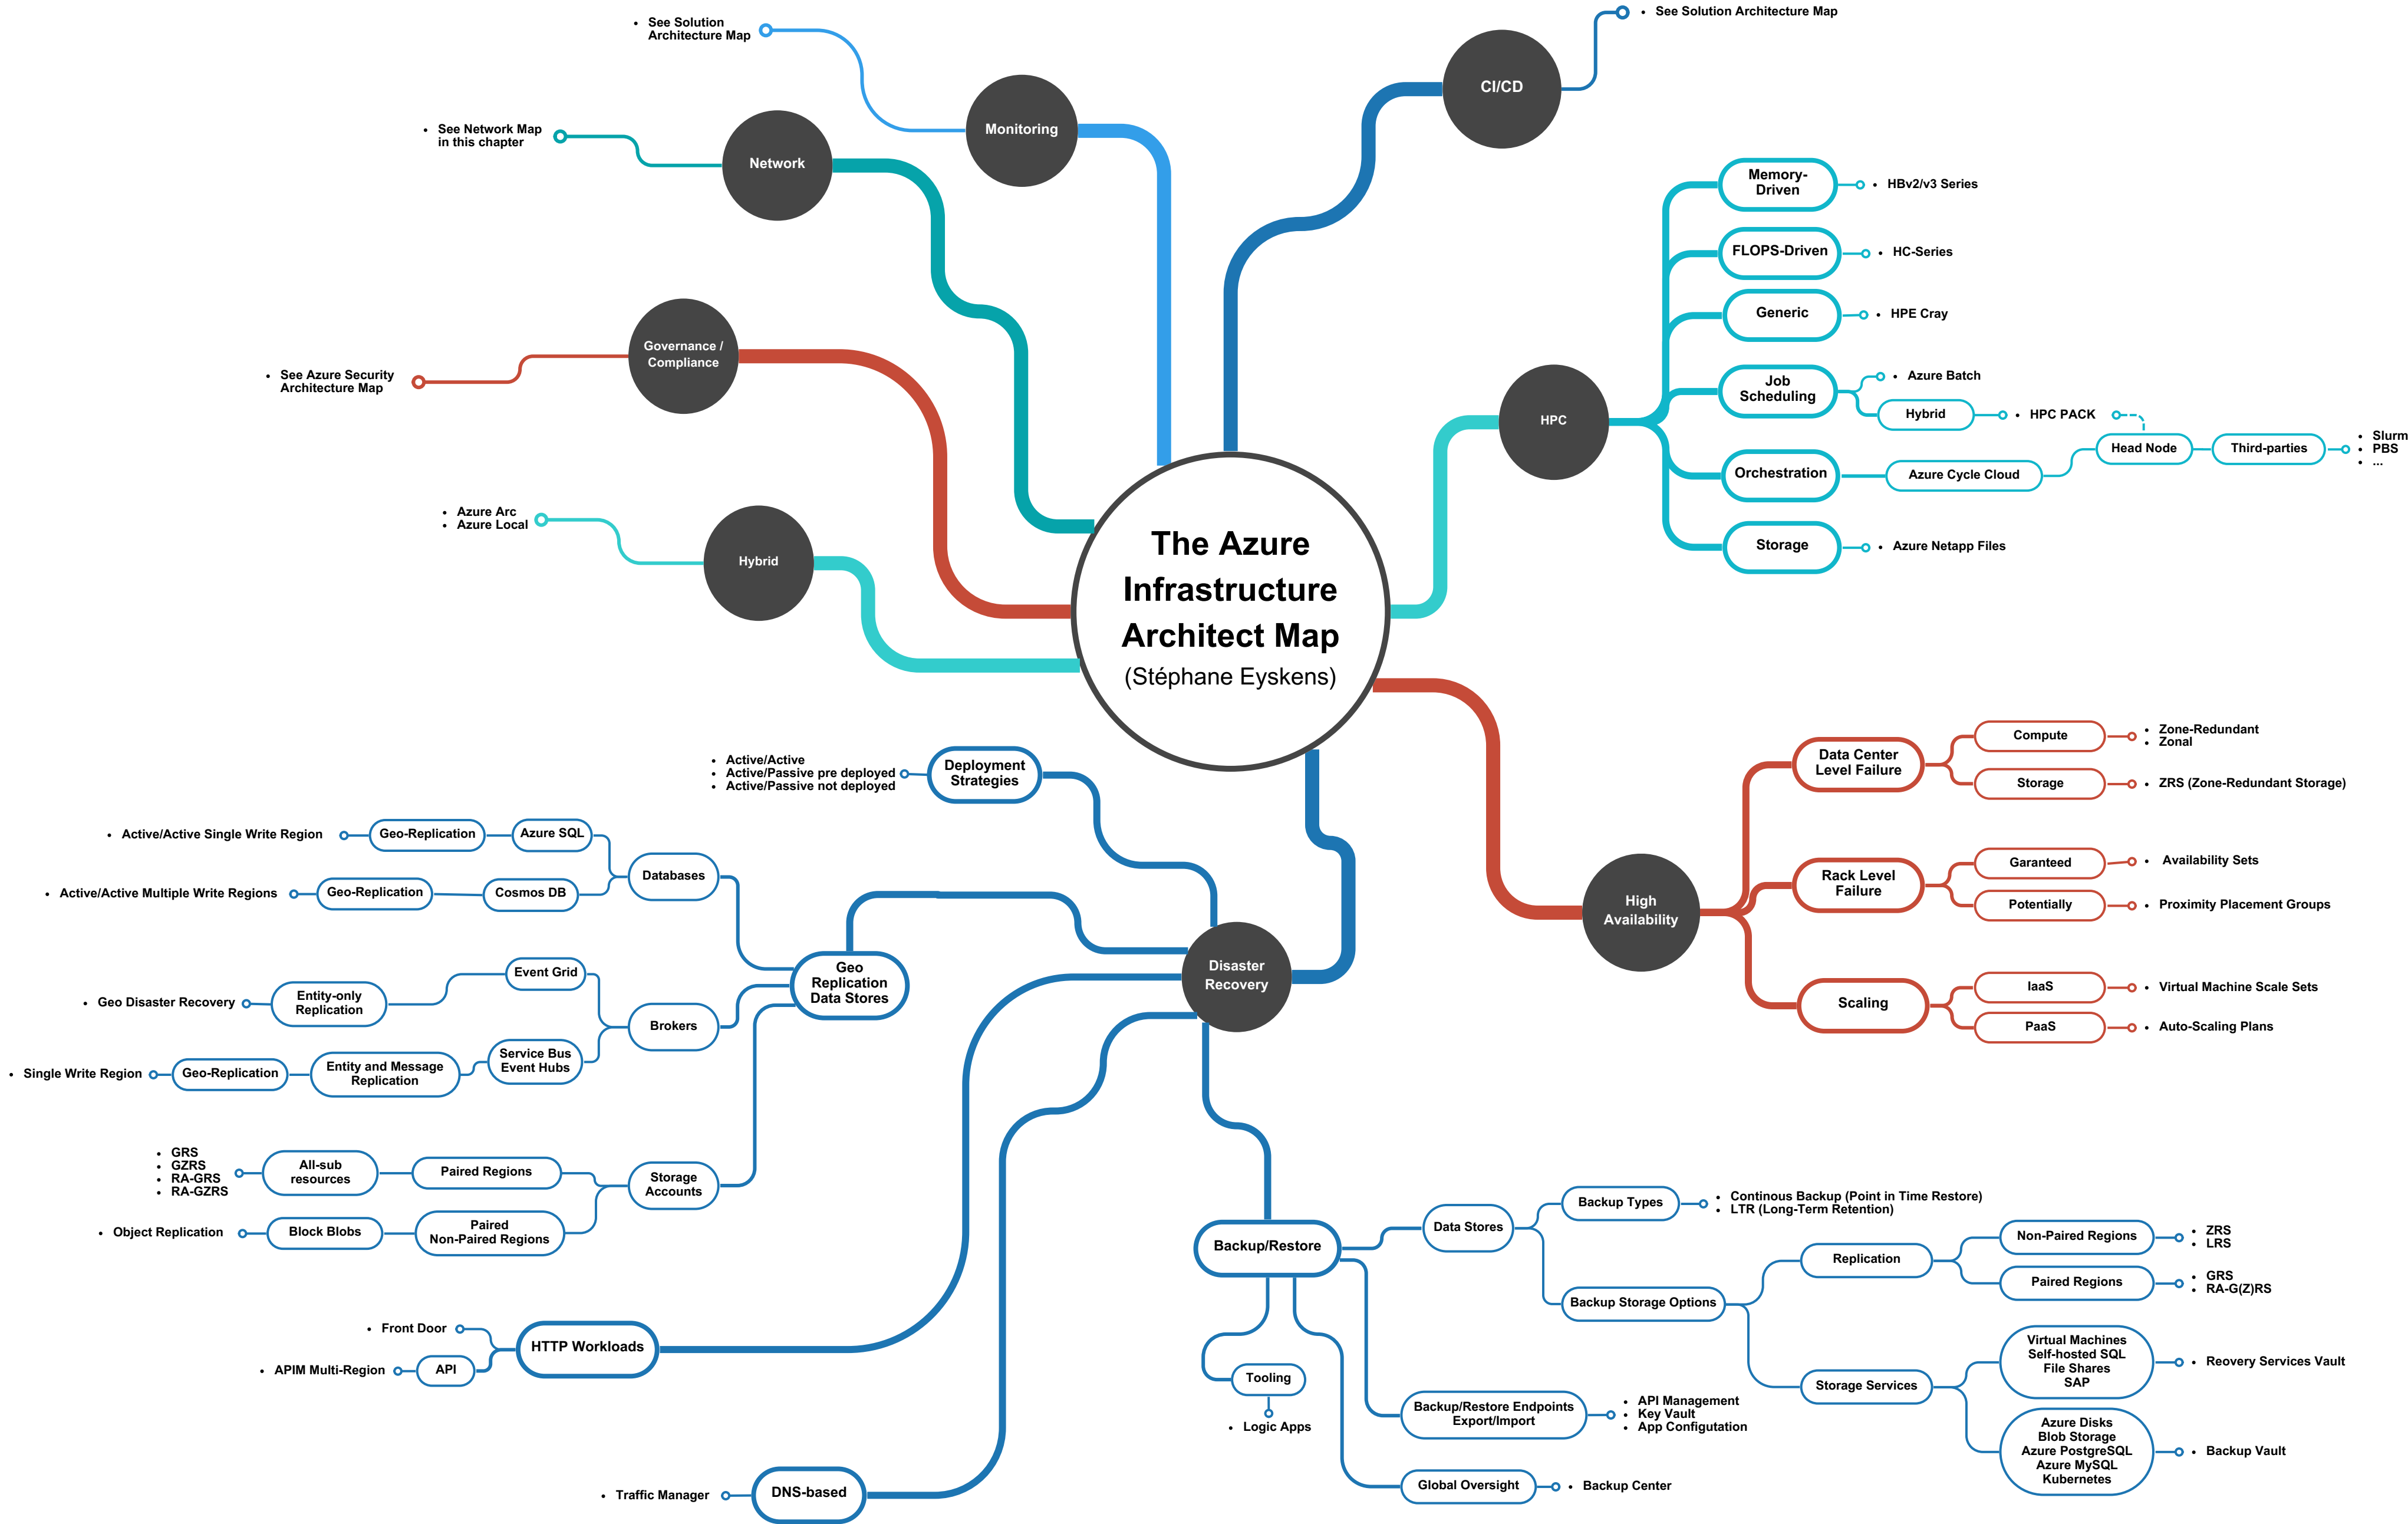 See Solution
Architecture Map
See Solution Architecture Map
CI/CD
Monitoring
See Network Map
in this chapter
Network
Memory-
Driven
HBv2/v3 Series
FLOPS-Driven
HC-Series
Generic
HPE Cray
Governance /
Compliance
See Azure Security
Architecture Map
HPC
Job
Scheduling
Azure Batch
Hybrid
HPC PACK
Head Node
Third-parties
Slurm
PBS
...
Orchestration
Azure Cycle Cloud
Storage
Azure Netapp Files
Azure Arc
Azure Local
Hybrid
The Azure
Infrastructure
Architect Map
(Stéphane Eyskens)
Data Center
Level Failure
Compute
Zone-Redundant
Zonal
Storage
ZRS (Zone-Redundant Storage)
High
Availability
Rack Level
Failure
Garanteed
Availability Sets
Potentially
Proximity Placement Groups
Scaling
IaaS
Virtual Machine Scale Sets
PaaS
Auto-Scaling Plans
Active/Active
Active/Passive pre deployed
Active/Passive not deployed
Deployment
Strategies
Active/Active Single Write Region
Geo-Replication
Azure SQL
Databases
Active/Active Multiple Write Regions
Geo-Replication
Cosmos DB
Disaster
Recovery
Geo
Replication
Data Stores
Event Grid
Geo Disaster Recovery
Entity-only
Replication
Brokers
Single Write Region
Geo-Replication
Entity and Message
Replication
Service Bus
Event Hubs
GRS
GZRS
RA-GRS
RA-GZRS
All-sub
resources
Paired Regions
Storage
Accounts
Object Replication
Block Blobs
Paired
Non-Paired Regions
Front Door
HTTP Workloads
APIM Multi-Region
API
Traffic Manager
DNS-based
Backup/Restore
Data Stores
Backup Types
Continous Backup (Point in Time Restore)
LTR (Long-Term Retention)
Backup Storage Options
Replication
Non-Paired Regions
ZRS
LRS
Paired Regions
GRS
RA-G(Z)RS
Storage Services
Virtual Machines
Self-hosted SQL
File Shares
SAP
Reovery Services Vault
Azure Disks
Blob Storage
Azure PostgreSQL
Azure MySQL
Kubernetes
Backup Vault
Tooling
Logic Apps
Backup/Restore Endpoints
Export/Import
API Management
Key Vault
App Configutation
Global Oversight
Backup Center